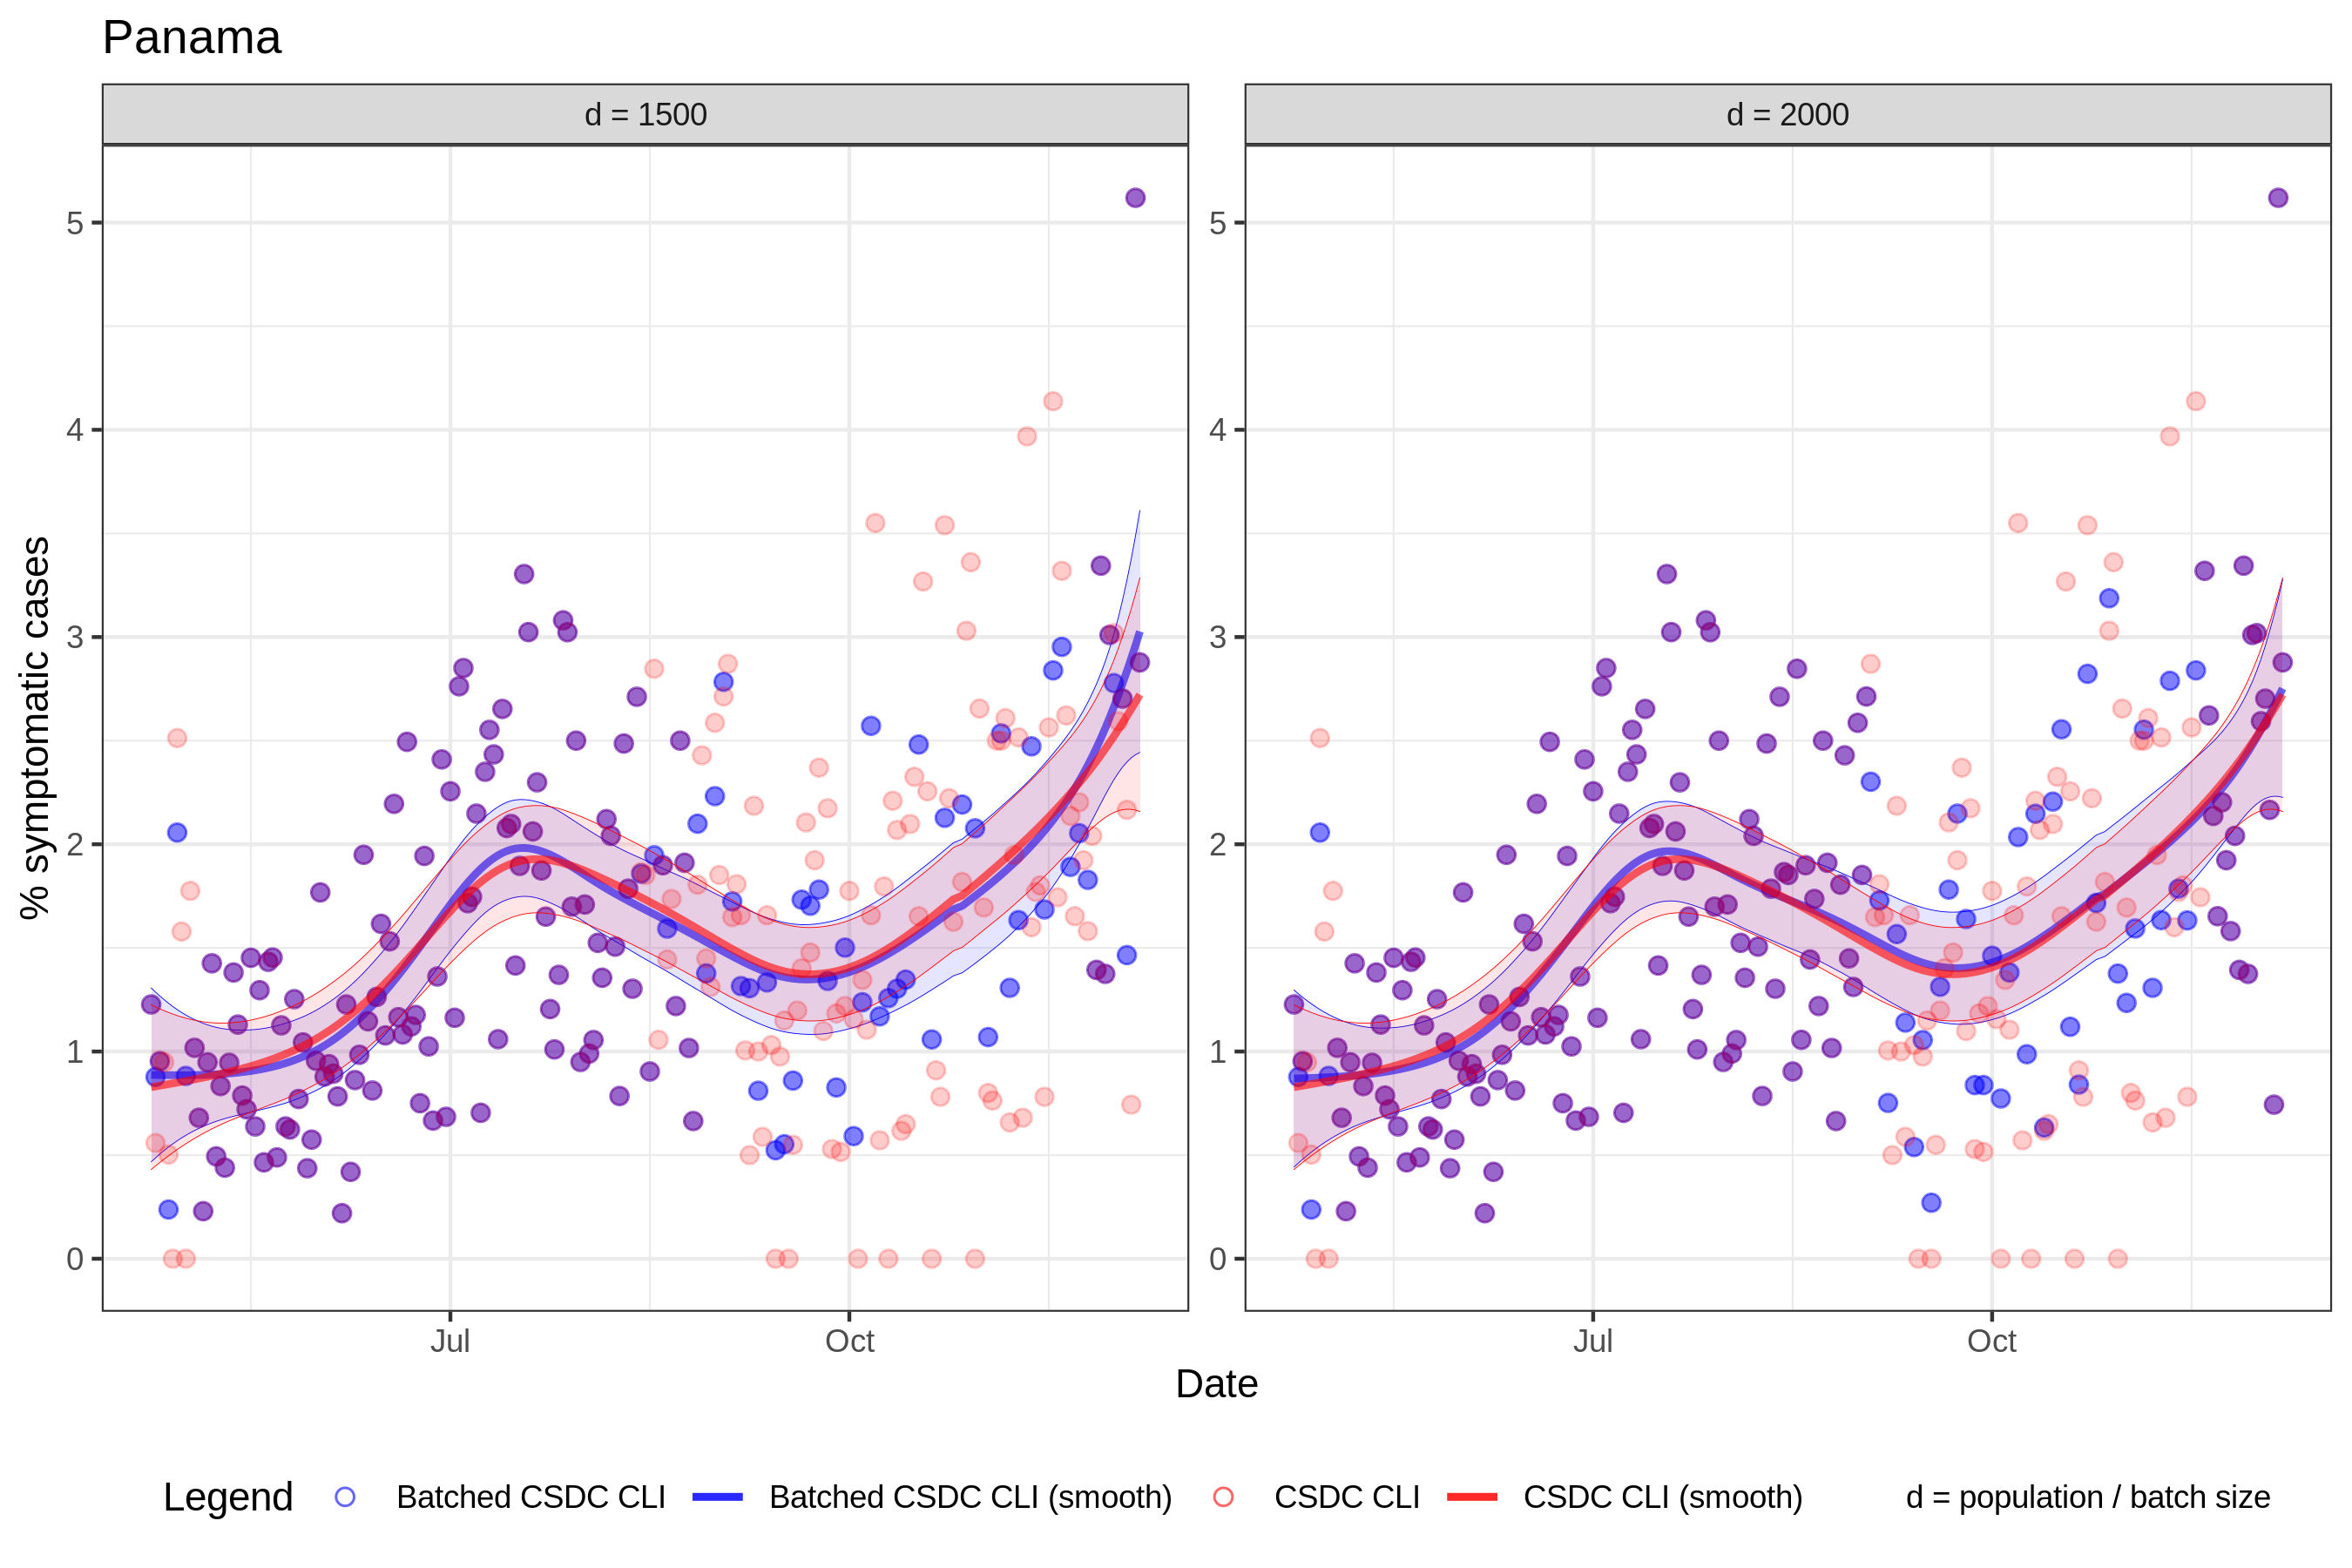 Panama
d = 1500
d = 2000
% symptomatic cases
5
4
3
2
1
0
5
4
3
2
1
0
Jul
Oct
Jul
Oct
Date
Legend
Batched CSDC CLI
Batched CSDC CLI (smooth)
CSDC CLI
CSDC CLI (smooth)
d = population / batch size